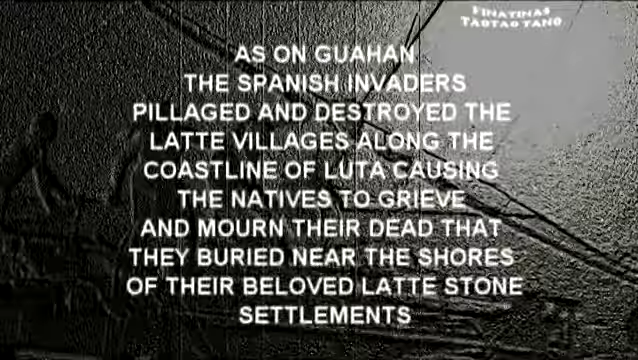 FINATINAS
TAOTAO TANO
AS ON GUAHAN
THE SPANISH INVADERS
PILLAGED AND DESTROYED THE
LATTE VILLAGES ALONG THE
COASTLINE OF LUTA CAUSING
THE NATIVES TO GRIEVE
AND MOURN THEIR DEAD THAT
THEY BURIED NEAR THE SHORES
OF THEIR BELOVED LATTE STONE
SETTLEMENTS